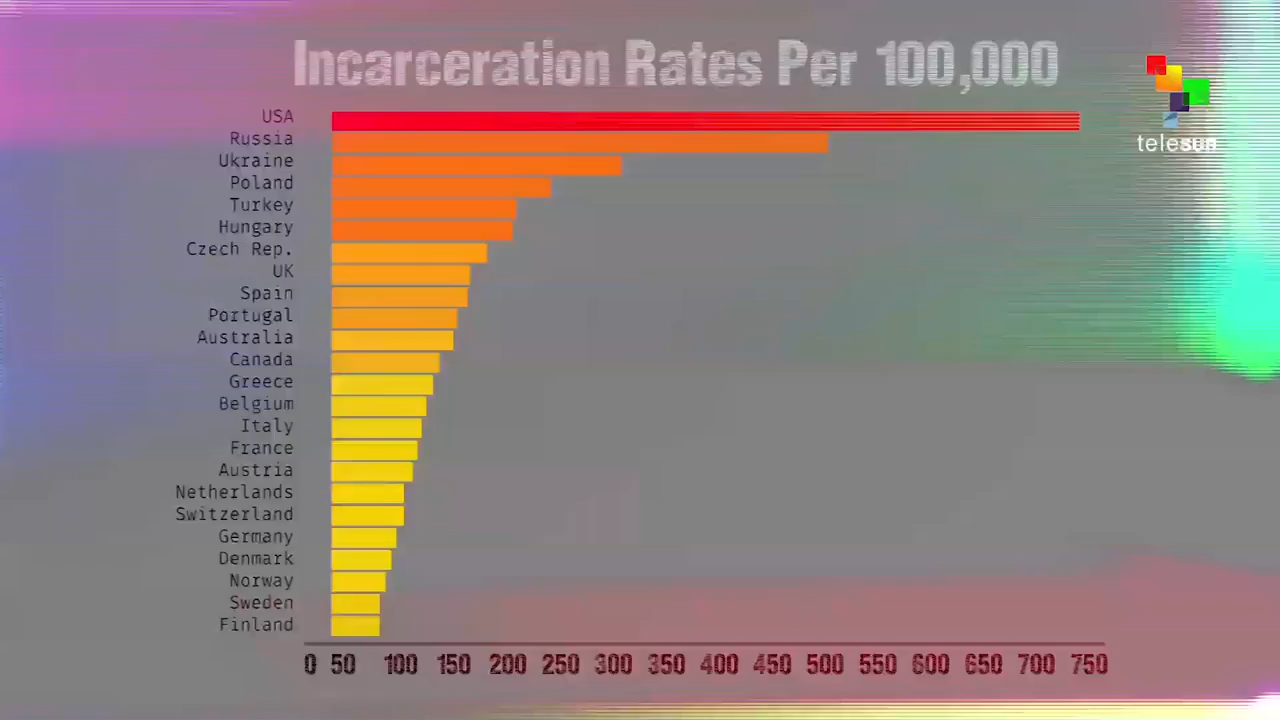 Incarceration Rates Per 100,000
USA
Russia
Ukraine
Poland
Turkey
Hungary
Czech Rep.
UK
Spain
Portugal
Australia
Canada
Greece
Belgium
Italy
France
Austria
Netherlands
Switzerland
Germany
Denmark
Norway
Sweden
Finland
0 50 100 150 200 250 300 350 400 450 500 550 600 650 700 750
telesur